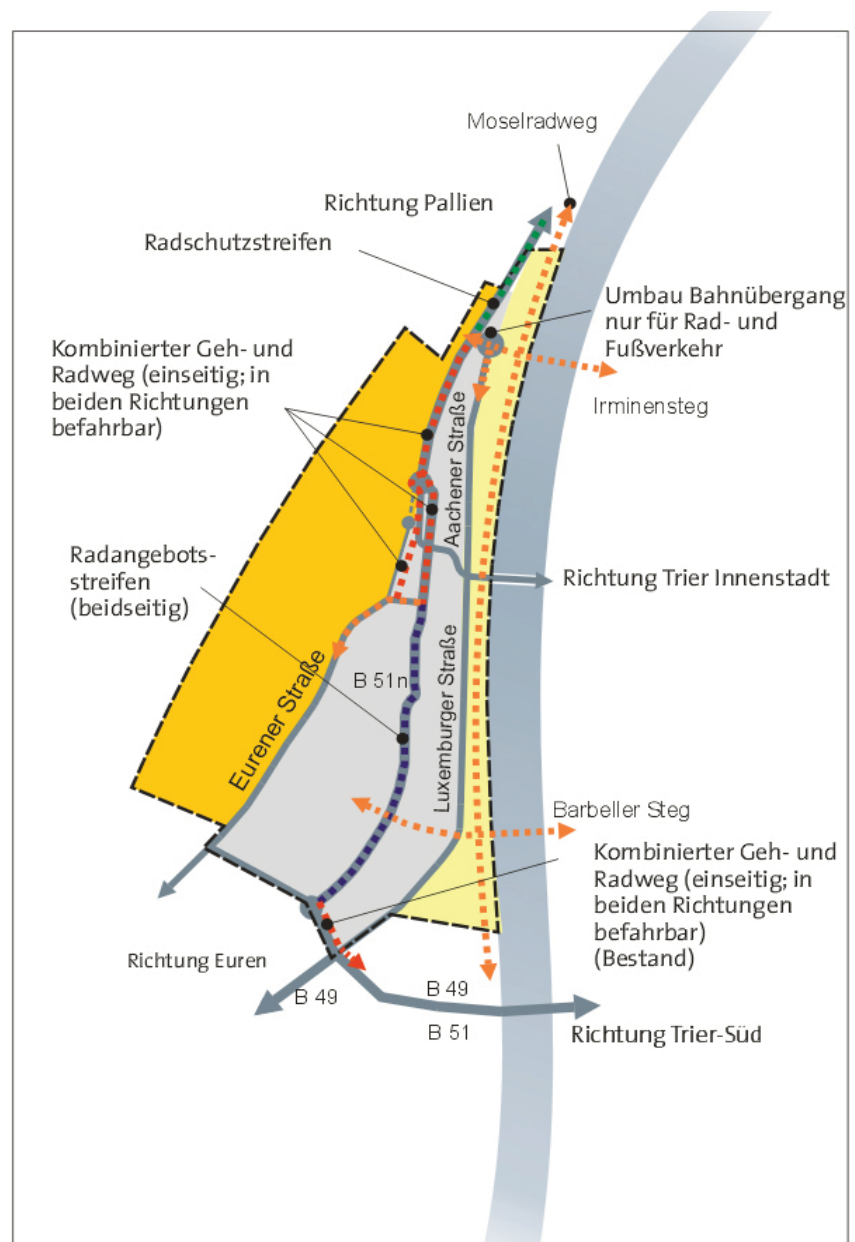 Moselradweg
Richtung Pallien
Radschutzstreifen
Umbau Bahnübergang
nur für Rad- und
Fußverkehr
Kombinierter Geh- und
Radweg (einseitig; in
beiden Richtungen
befahrbar)
Irminensteg
Aachener Straße
Radangebots-
streifen
(beidseitig)
Richtung Trier Innenstadt
B 51n
Eurener Straße
Luxemburger Straße
Barbeller Steg
Kombinierter Geh- und
Radweg (einseitig; in
beiden Richtungen
befahrbar)
(Bestand)
Richtung Euren
B 49
B 49
B 51
Richtung Trier-Süd